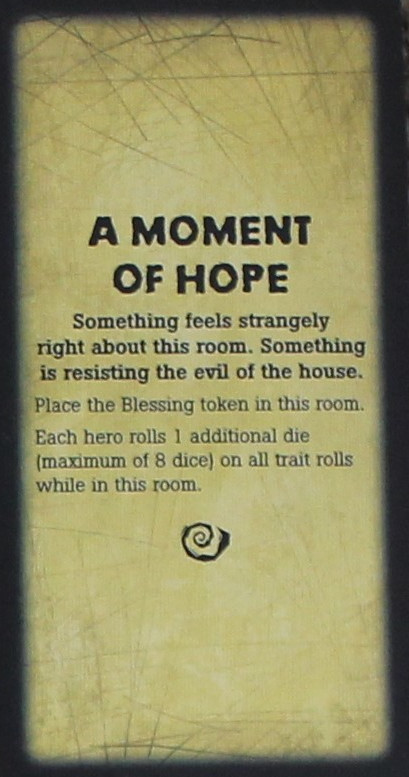 A MOMENT
OF HOPE
Something feels strangely
right about this room. Something
is resisting the evil of the house.
Place the Blessing token in this room.
Each hero rolls 1 additional die
(maximum of 8 dice) on all trait rolls
while in this room.